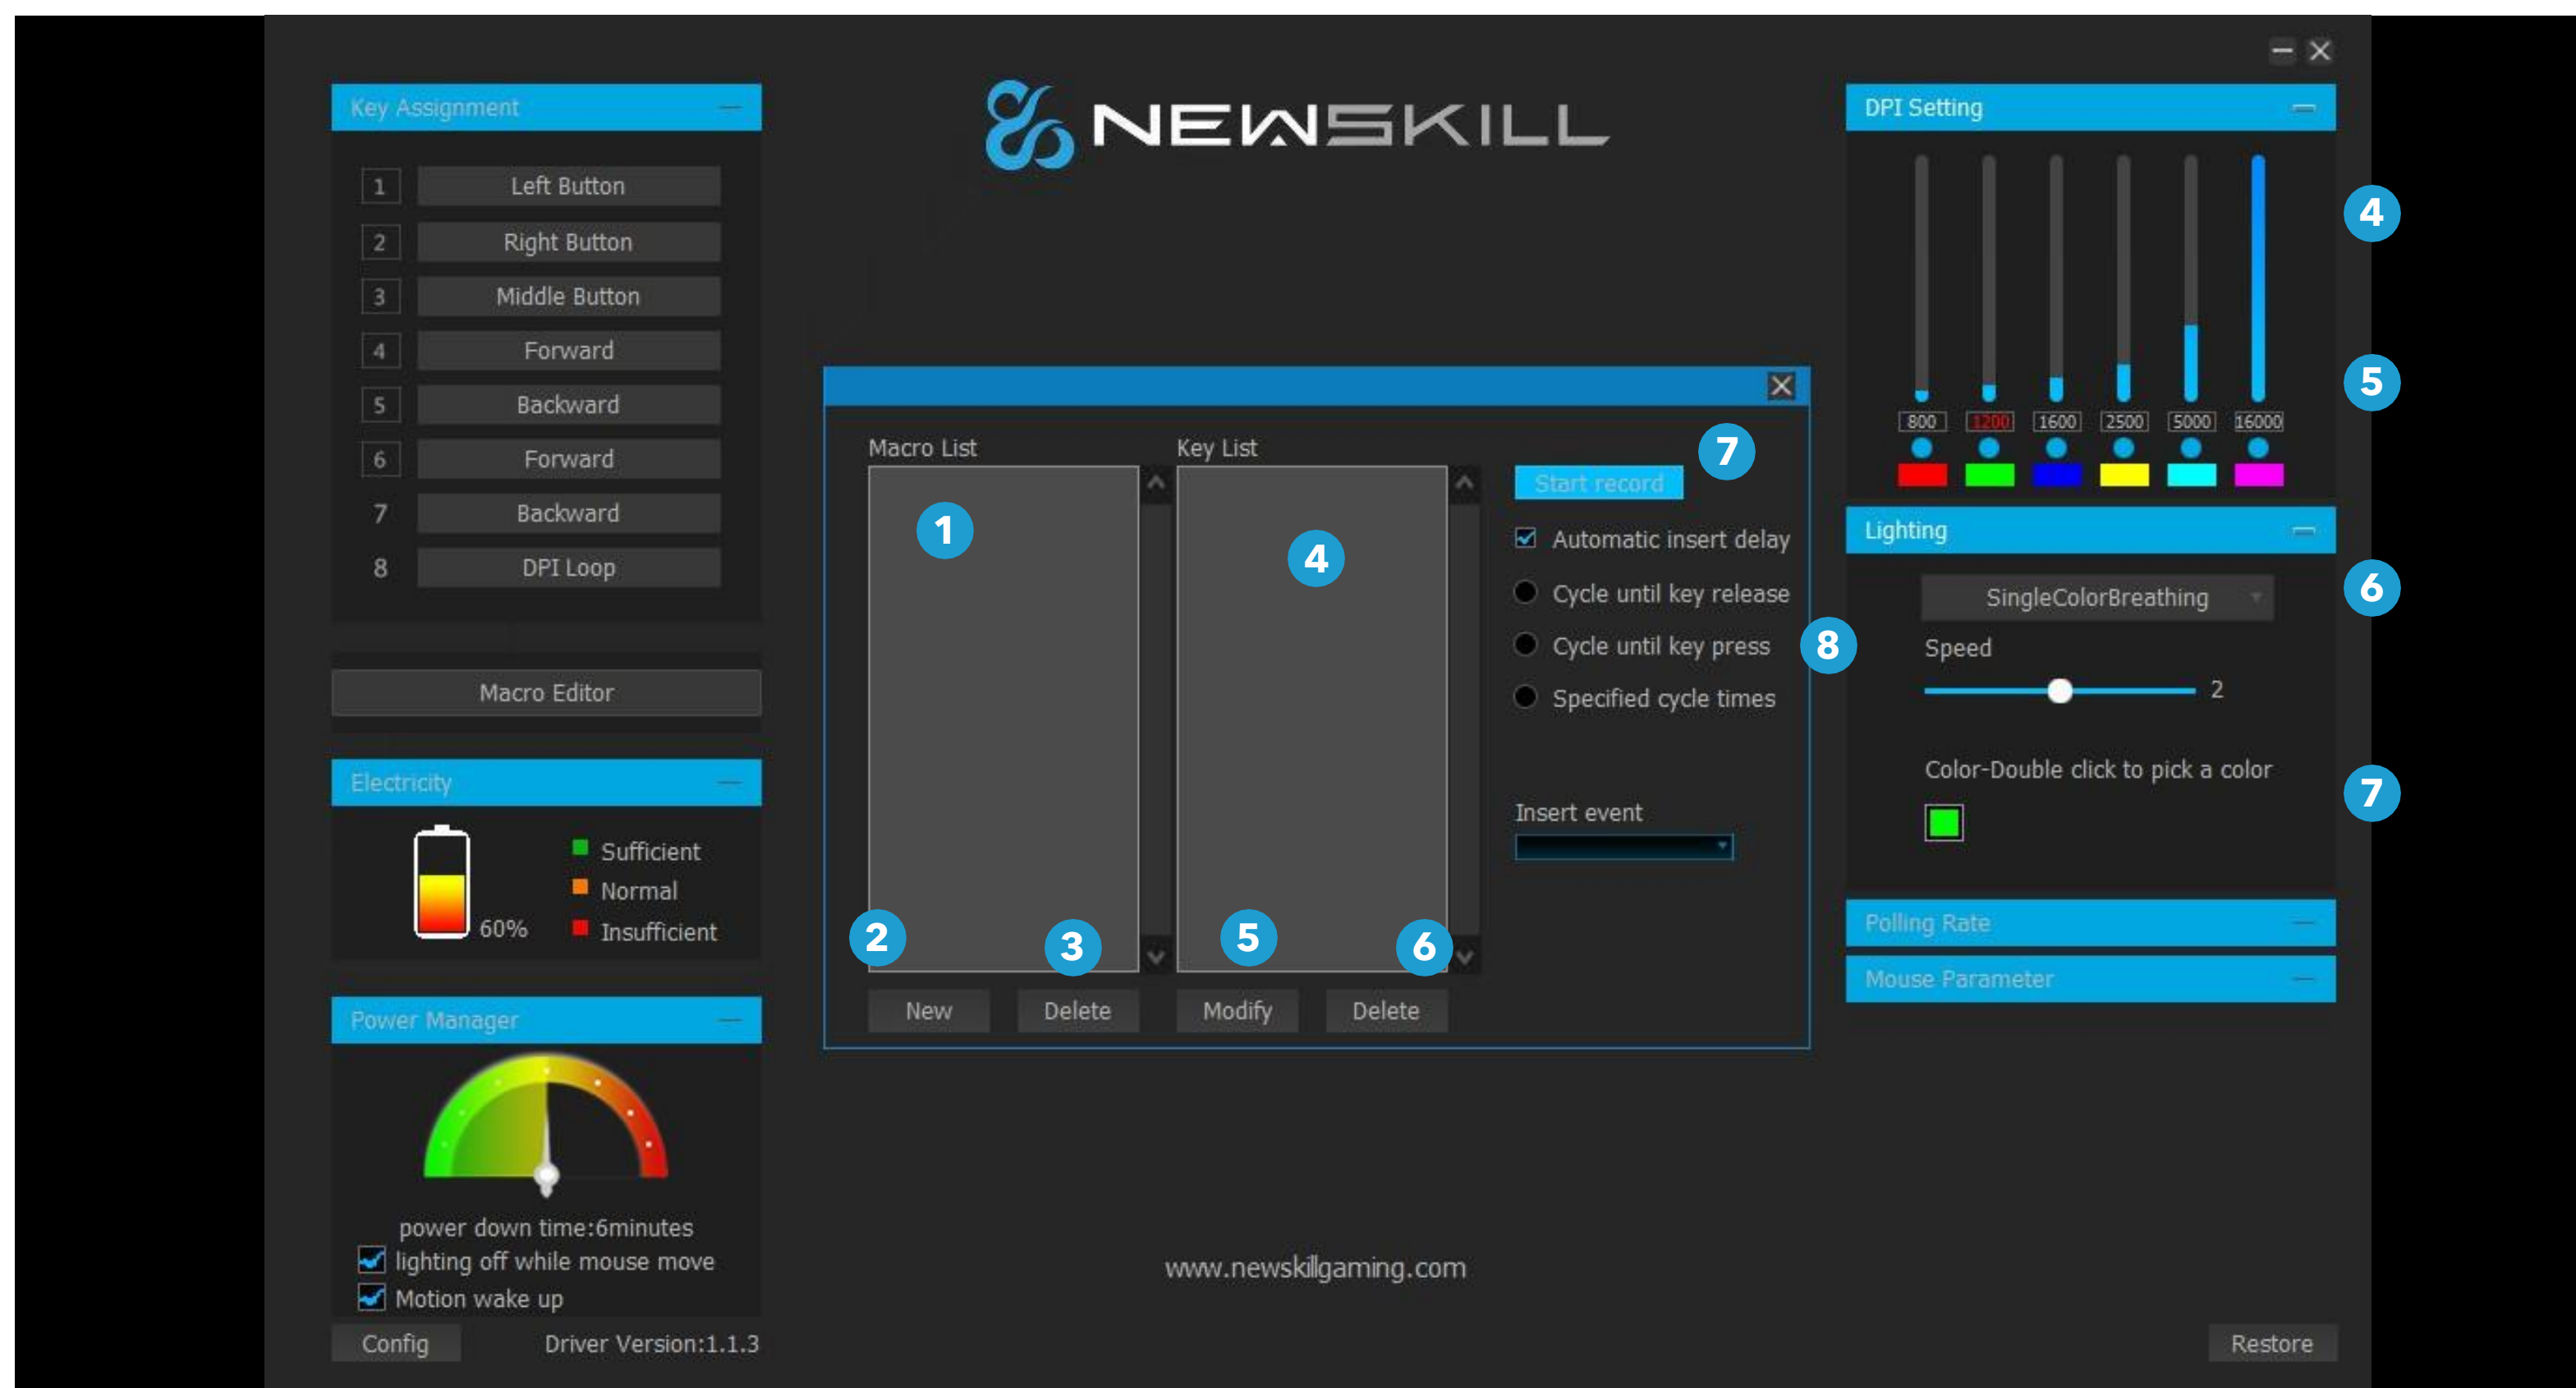 Key Assignment
1 Left Button
2 Right Button
3 Middle Button
4 Forward
5 Backward
6 Forward
7 Backward
8 DPI Loop
Macro Editor
Electricity
Sufficient
Normal
60% Insufficient
Power Manager
power down time:6minutes
lighting off while mouse move
Motion wake up
Config Driver Version:1.1.3
NEWSKILL
Macro List Key List
7
Start record
1
4
Automatic insert delay
Cycle until key release
Cycle until key press 8
Specified cycle times
Insert event
2 3 5 6
New Delete Modify Delete
www.newskillgaming.com
DPI Setting
4
5
800 1200 1600 2500 5000 16000
Lighting
SingleColorBreathing 6
Speed
2
Color-Double click to pick a color
7
Polling Rate
Mouse Parameter
Restore